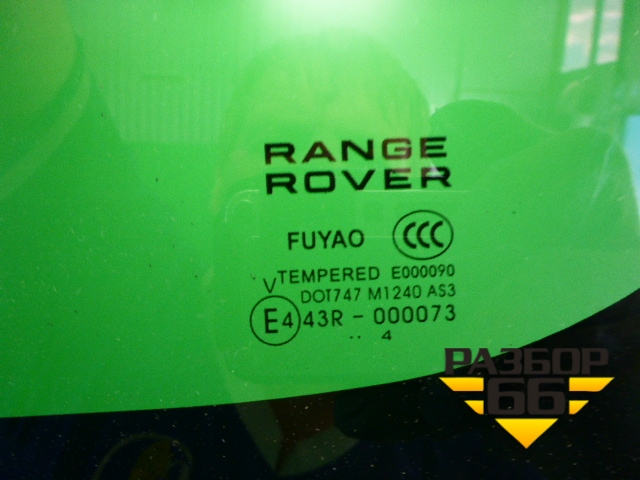 RANGE
ROVER
FUYAO CCC
TEMPERED E000090
V
DOT747 M1240 AS3
E4 43R - 000073
.. 4
РАЗБОР
66